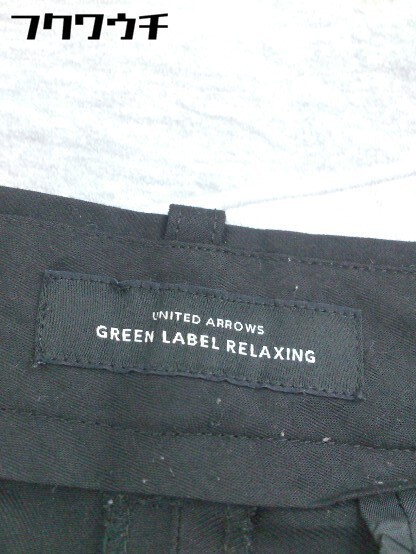 フクワウチ
UNITED ARROWS
GREEN LABEL RELAXING